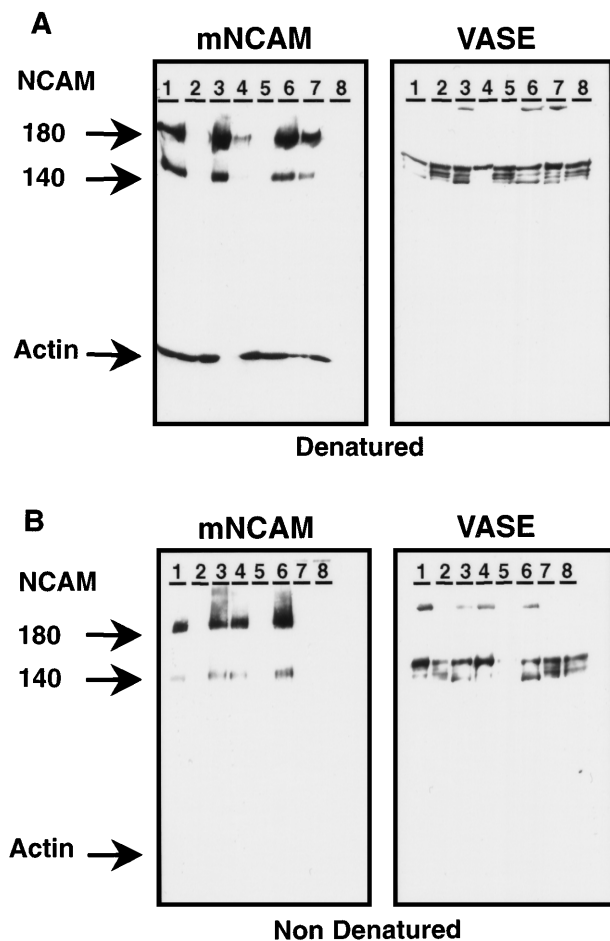 A
mNCAM VASE
NCAM
1 2 3 4 5 6 7 8
1 2 3 4 5 6 7 8
180
140
Actin
Denatured
B
mNCAM VASE
NCAM
1 2 3 4 5 6 7 8
1 2 3 4 5 6 7 8
180
140
Actin
Non Denatured